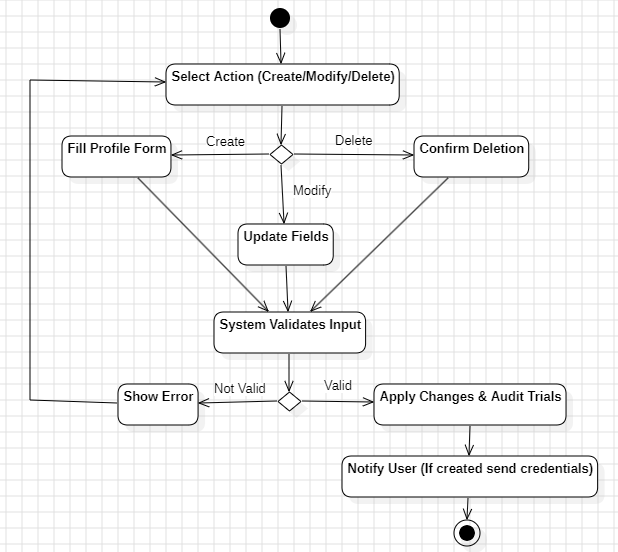 Select Action (Create/Modify/Delete)
Create
Delete
Fill Profile Form
Confirm Deletion
Modify
Update Fields
System Validates Input
Not Valid
Valid
Show Error
Apply Changes & Audit Trials
Notify User (If created send credentials)